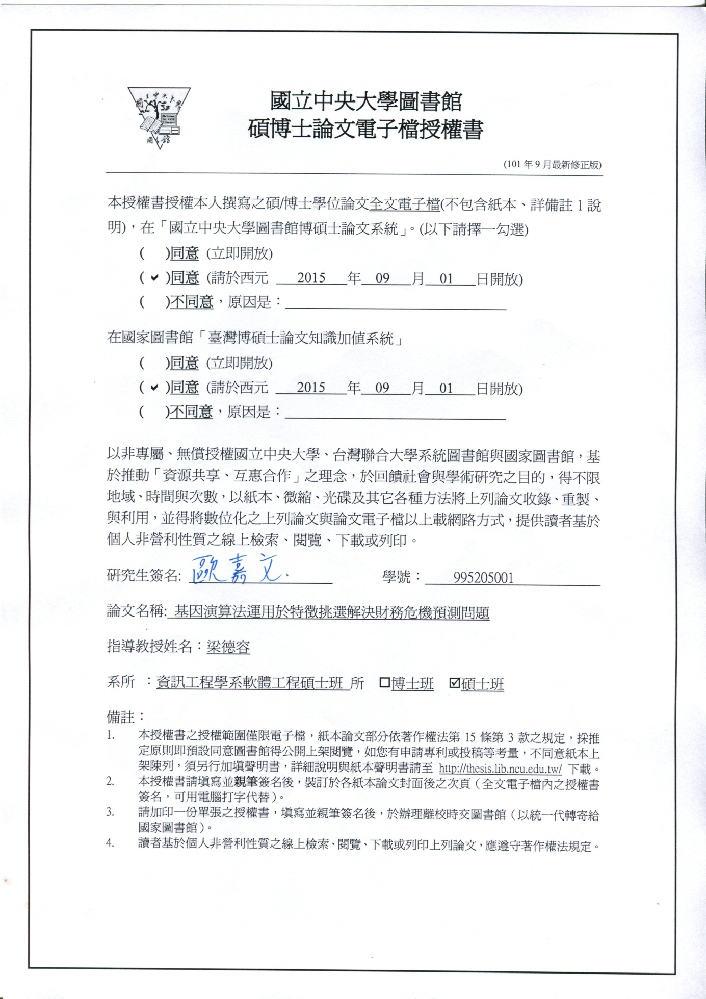 國立中央大學
Welcome
to NCU
Library
圖書館
國立中央大學圖書館
碩博士論文電子檔授權書
(101 年 9 月最新修正版)
本授權書授權本人撰寫之碩/博士學位論文全文電子檔(不包含紙本、詳備註 1 說
明)，在「國立中央大學圖書館博碩士論文系統」。(以下請擇一勾選)
(　)同意 (立即開放)
( ✓ )同意 (請於西元 2015 年 09 月 01 日開放)
(　)不同意，原因是：
在國家圖書館「臺灣博碩士論文知識加值系統」
(　)同意 (立即開放)
( ✓ )同意 (請於西元 2015 年 09 月 01 日開放)
(　)不同意，原因是：
以非專屬、無償授權國立中央大學、台灣聯合大學系統圖書館與國家圖書館，基
於推動「資源共享、互惠合作」之理念，於回饋社會與學術研究之目的，得不限
地域、時間與次數，以紙本、微縮、光碟及其它各種方法將上列論文收錄、重製、
與利用，並得將數位化之上列論文與論文電子檔以上載網路方式，提供讀者基於
個人非營利性質之線上檢索、閱覽、下載或列印。
研究生簽名: 歐嘉文. 學號： 995205001
論文名稱: 基因演算法運用於特徵挑選解決財務危機預測問題
指導教授姓名：梁德容
系所 ：資訊工程學系軟體工程碩士班 所 □博士班 ☑碩士班
備註：
1. 本授權書之授權範圍僅限電子檔，紙本論文部分依著作權法第 15 條第 3 款之規定，採推
定原則即預設同意圖書館得公開上架閱覽，如您有申請專利或投稿等考量，不同意紙本上
架陳列，須另行加填聲明書，詳細說明與紙本聲明書請至 http://thesis.lib.ncu.edu.tw/ 下載。
2. 本授權書請填寫並親筆簽名後，裝訂於各紙本論文封面後之次頁（全文電子檔內之授權書
簽名，可用電腦打字代替）。
3. 請加印一份單張之授權書，填寫並親筆簽名後，於辦理離校時交圖書館（以統一代轉寄給
國家圖書館）。
4. 讀者基於個人非營利性質之線上檢索、閱覽、下載或列印上列論文，應遵守著作權法規定。